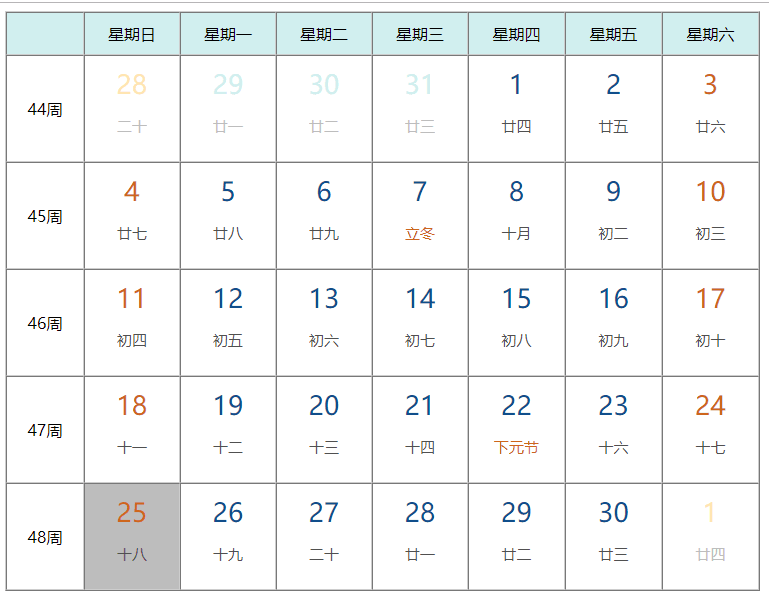 星期日 星期一 星期二 星期三 星期四 星期五 星期六
44周 28 29 30 31 1 2 3
二十 廿一 廿二 廿三 廿四 廿五 廿六
45周 4 5 6 7 8 9 10
廿七 廿八 廿九 立冬 十月 初二 初三
46周 11 12 13 14 15 16 17
初四 初五 初六 初七 初八 初九 初十
47周 18 19 20 21 22 23 24
十一 十二 十三 十四 下元节 十六 十七
48周 25 26 27 28 29 30 1
十八 十九 二十 廿一 廿二 廿三 廿四